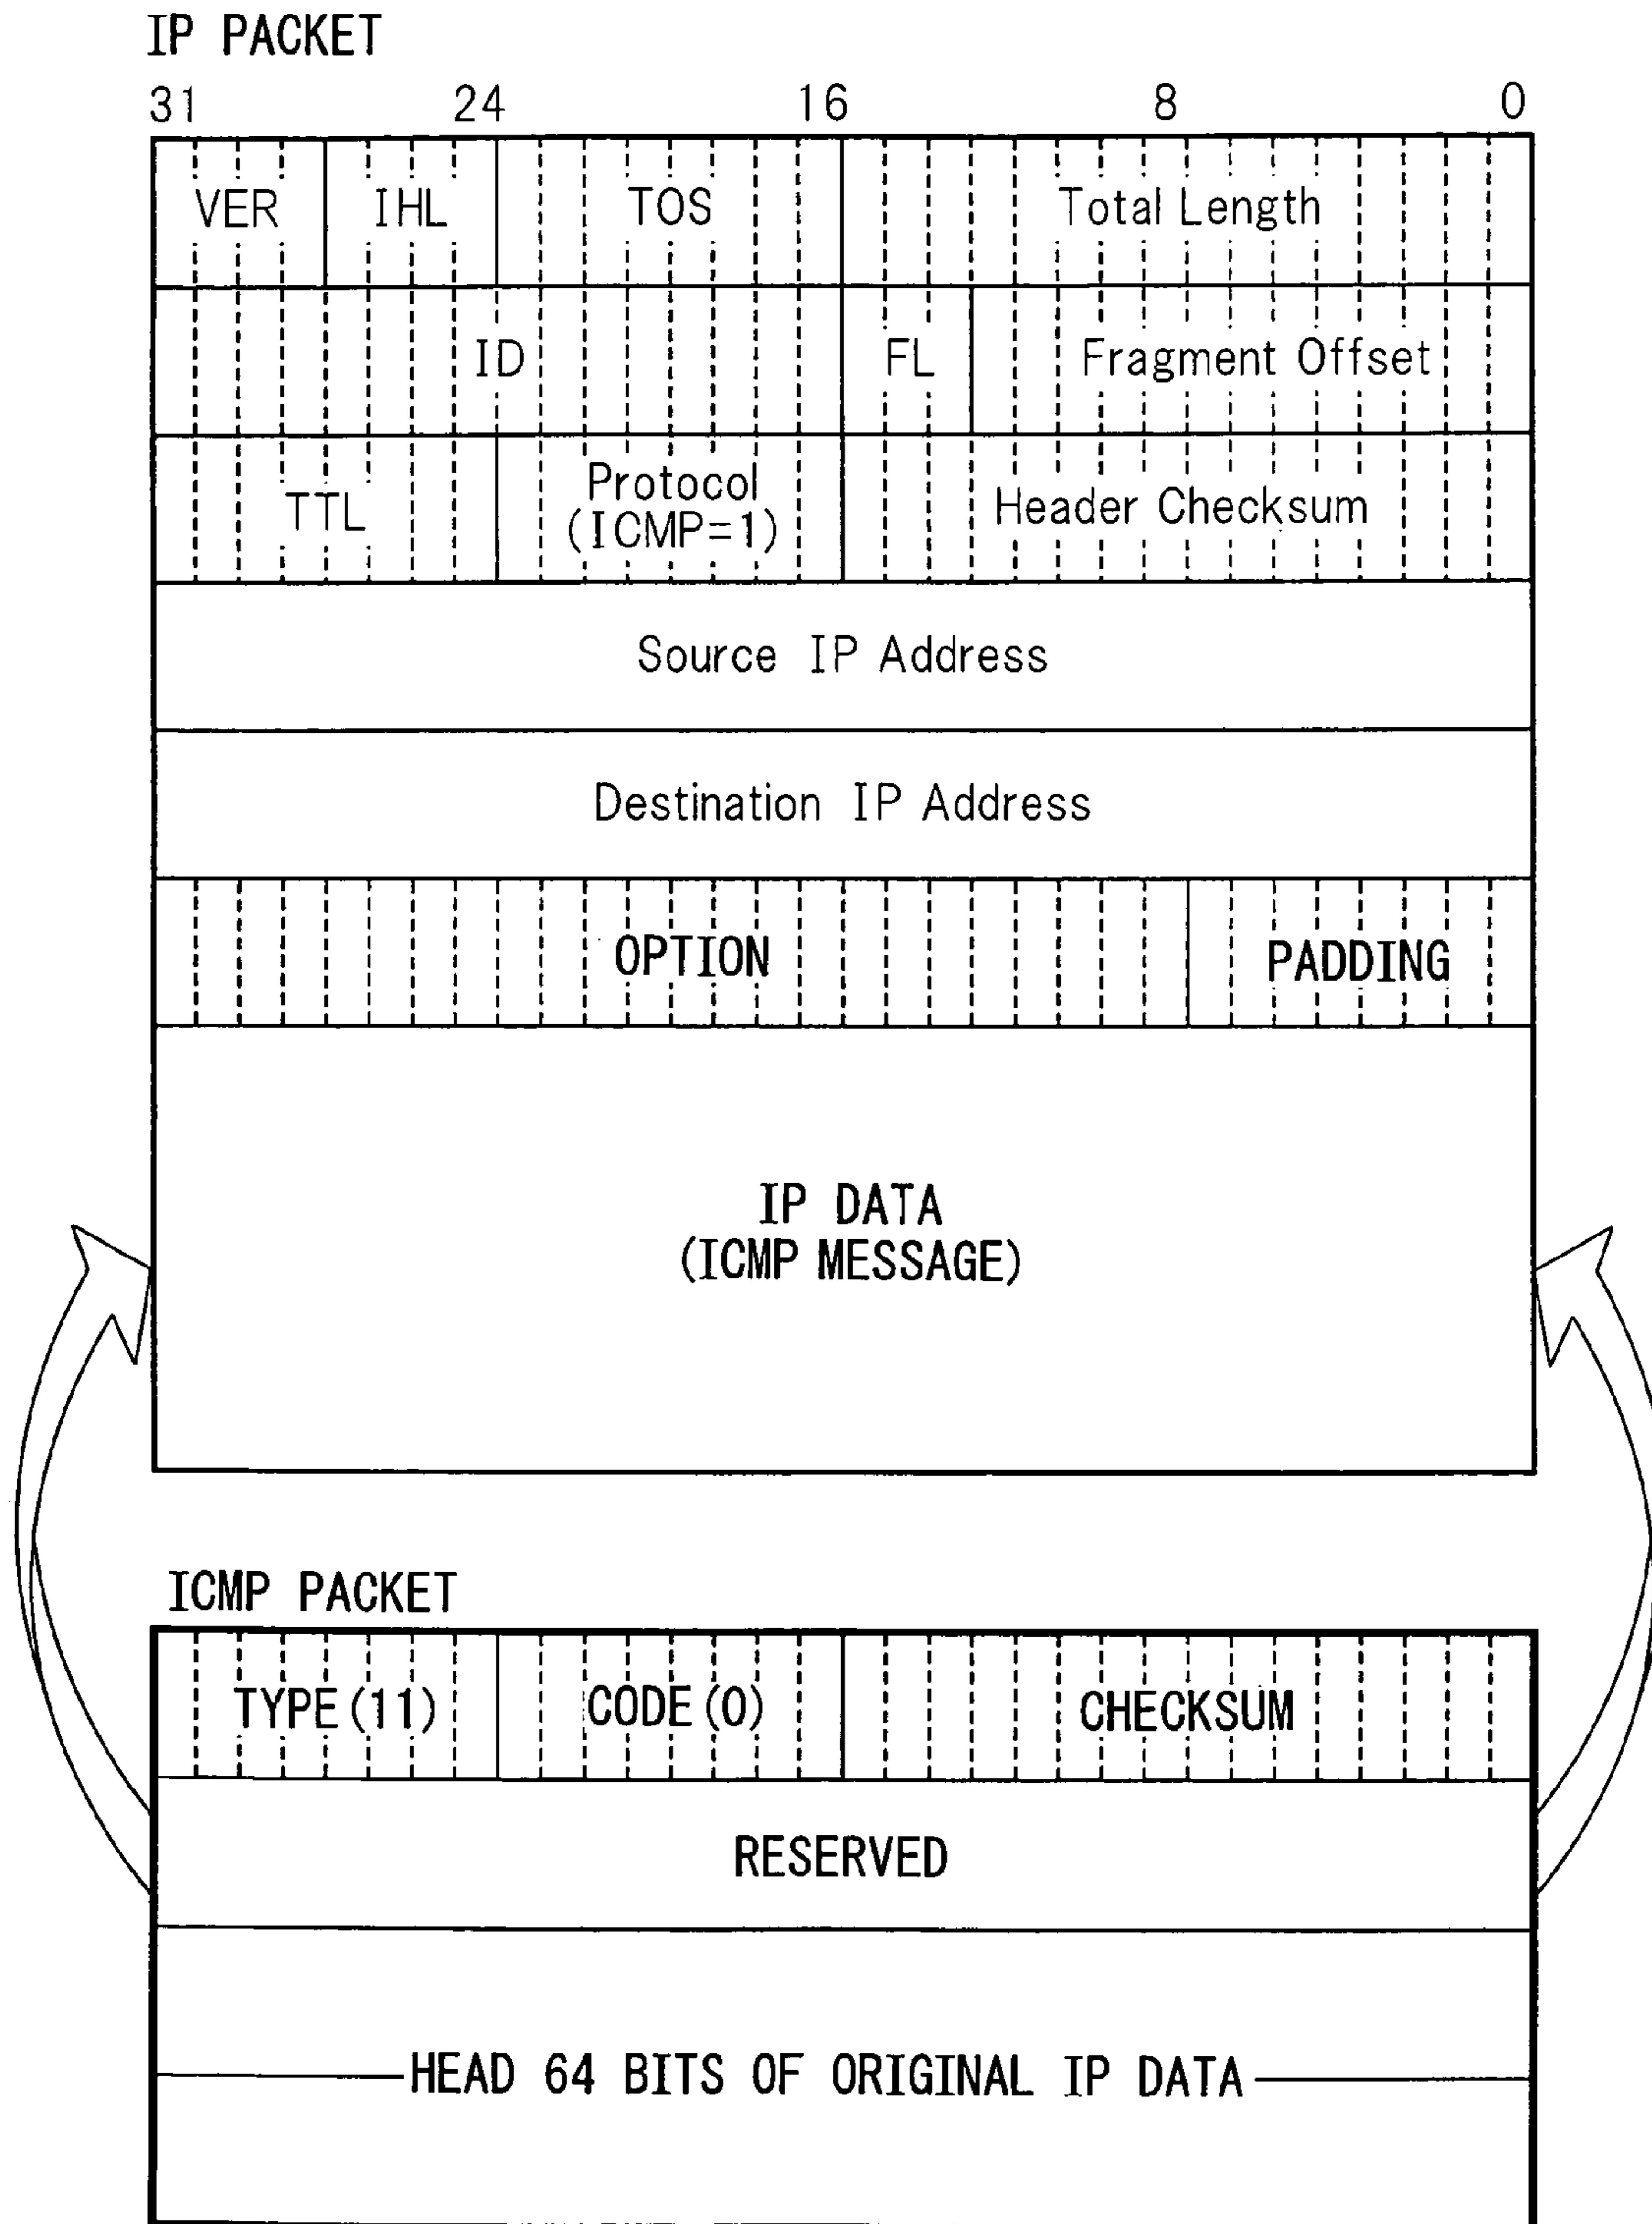 IP PACKET
31 24 16 8 0
VER IHL TOS Total Length
ID FL Fragment Offset
TTL Protocol (ICMP=1) Header Checksum
Source IP Address
Destination IP Address
OPTION PADDING
IP DATA
(ICMP MESSAGE)
ICMP PACKET
TYPE(11) CODE(0) CHECKSUM
RESERVED
HEAD 64 BITS OF ORIGINAL IP DATA